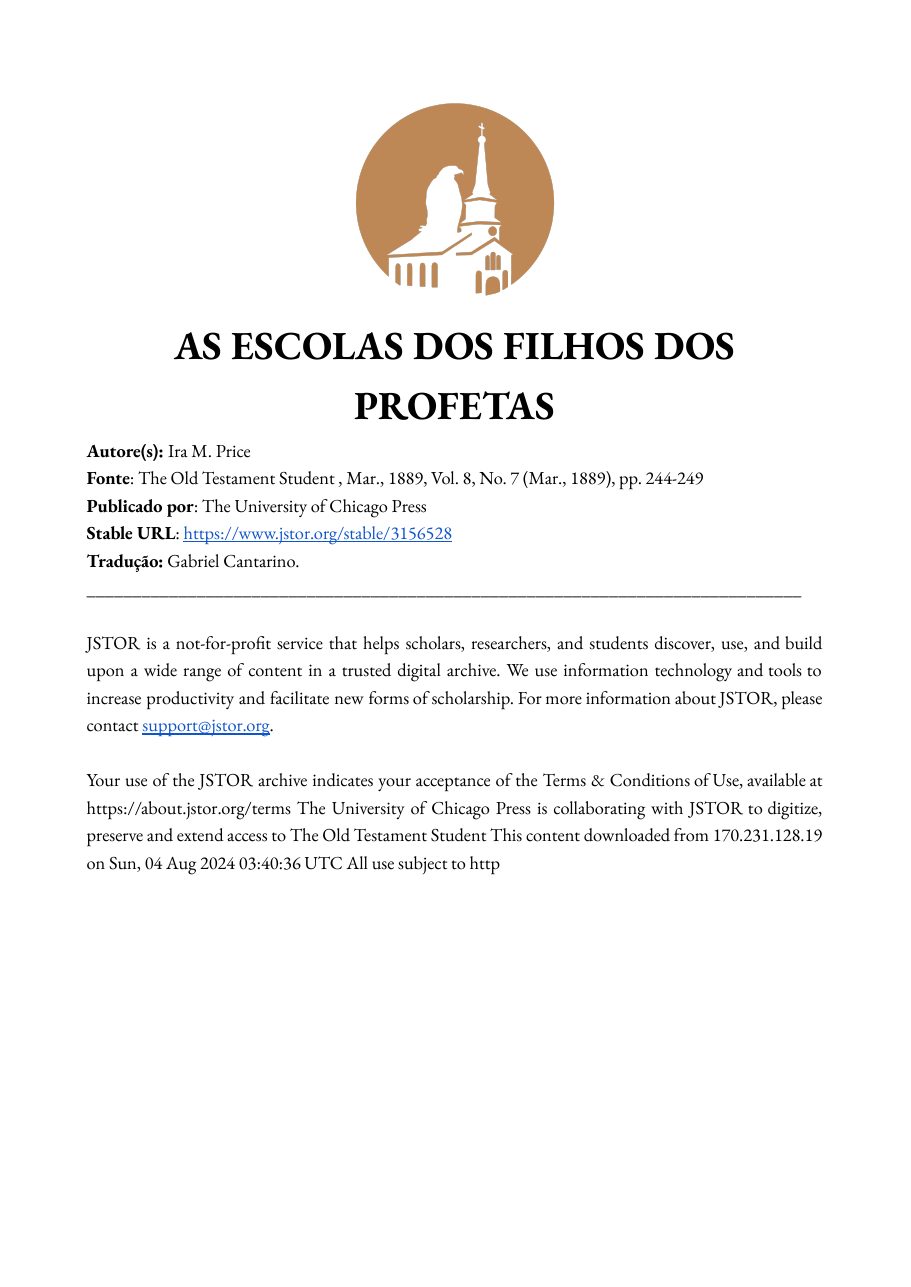 AS ESCOLAS DOS FILHOS DOS
PROFETAS
Autore(s): Ira M. Price
Fonte: The Old Testament Student , Mar., 1889, Vol. 8, No. 7 (Mar., 1889), pp. 244-249
Publicado por: The University of Chicago Press
Stable URL: https://www.jstor.org/stable/3156528
Tradução: Gabriel Cantarino.
______________________________________________________________________________
JSTOR is a not-for-profit service that helps scholars, researchers, and students discover, use, and build
upon a wide range of content in a trusted digital archive. We use information technology and tools to
increase productivity and facilitate new forms of scholarship. For more information about JSTOR, please
contact support@jstor.org.
Your use of the JSTOR archive indicates your acceptance of the Terms & Conditions of Use, available at
https://about.jstor.org/terms The University of Chicago Press is collaborating with JSTOR to digitize,
preserve and extend access to The Old Testament Student This content downloaded from 170.231.128.19
on Sun, 04 Aug 2024 03:40:36 UTC All use subject to http